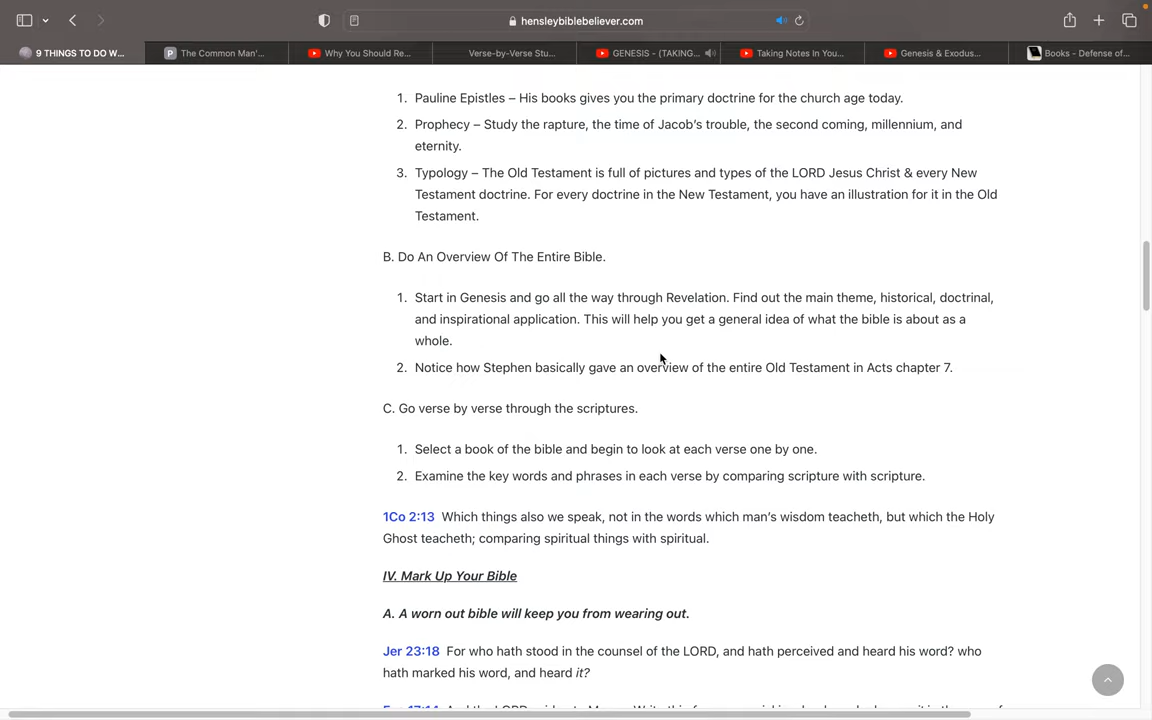 hensleybiblebeliever.com
9 THINGS TO DO W...
The Common Man'...
Why You Should Re...
Verse-by-Verse Stu...
GENESIS - (TAKING...
Taking Notes In You...
Genesis & Exodus...
Books - Defense of...
1. Pauline Epistles – His books gives you the primary doctrine for the church age today.
2. Prophecy – Study the rapture, the time of Jacob's trouble, the second coming, millennium, and
eternity.
3. Typology – The Old Testament is full of pictures and types of the LORD Jesus Christ & every New
Testament doctrine. For every doctrine in the New Testament, you have an illustration for it in the Old
Testament.
B. Do An Overview Of The Entire Bible.
1. Start in Genesis and go all the way through Revelation. Find out the main theme, historical, doctrinal,
and inspirational application. This will help you get a general idea of what the bible is about as a
whole.
2. Notice how Stephen basically gave an overview of the entire Old Testament in Acts chapter 7.
C. Go verse by verse through the scriptures.
1. Select a book of the bible and begin to look at each verse one by one.
2. Examine the key words and phrases in each verse by comparing scripture with scripture.
1Co 2:13 Which things also we speak, not in the words which man's wisdom teacheth, but which the Holy
Ghost teacheth; comparing spiritual things with spiritual.
IV. Mark Up Your Bible
A. A worn out bible will keep you from wearing out.
Jer 23:18 For who hath stood in the counsel of the LORD, and hath perceived and heard his word? who
hath marked his word, and heard it?